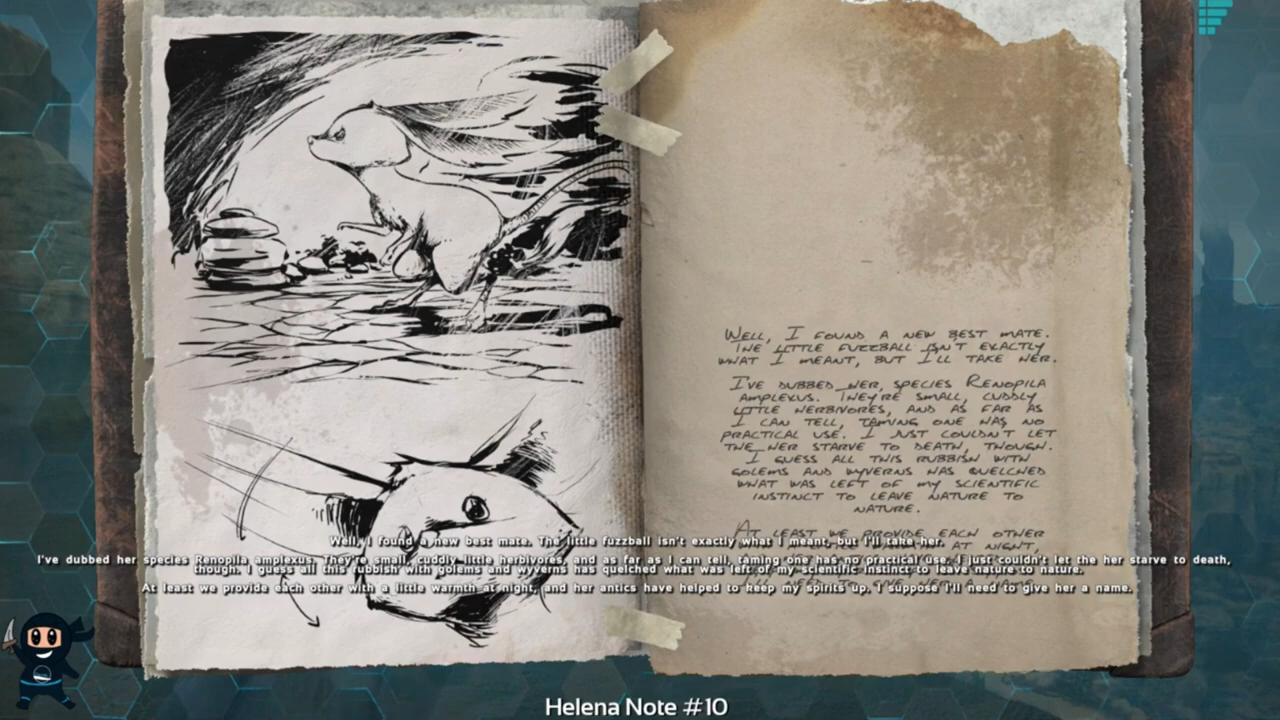 WELL, I FOUND A NEW BEST MATE.
THE LITTLE FUZZBALL ISN'T EXACTLY
WHAT I MEANT, BUT I'LL TAKE HER.
I'VE DUBBED HER, SPECIES RENOPILA
AMPLEXUS. THEY'RE SMALL, CUDDLY
LITTLE HERBIVORES, AND AS FAR AS
I CAN TELL, TAMING ONE HAS NO
PRACTICAL USE. I JUST COULDN'T LET
THE HER STARVE TO DEATH, THOUGH.
I GUESS ALL THIS RUBBISH WITH
GOLEMS AND WYVERNS HAS QUELCHED
WHAT WAS LEFT OF MY SCIENTIFIC
INSTINCT TO LEAVE NATURE TO
NATURE.
AT LEAST WE PROVIDE EACH OTHER
AT NIGHT,
Well, I found a new best mate. The little fuzzball isn't exactly what I meant, but I'll take her.
I've dubbed her species Renopila amplexus. They're small, cuddly little herbivores, and as far as I can tell, taming one has no practical use. I just couldn't let the her starve to death,
though. I guess all this rubbish with golems and wyverns has quelched what was left of my scientific instinct to leave nature to nature.
At least we provide each other with a little warmth at night, and her antics have helped to keep my spirits up. I suppose I'll need to give her a name.
Helena Note #10